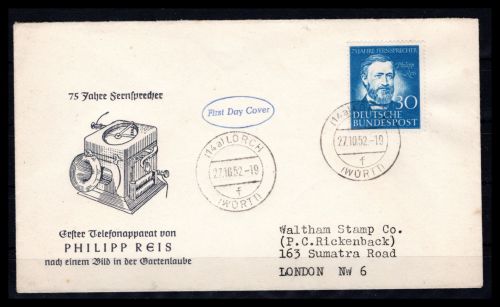 75 JAHRE FERNSPRECHER
Philipp
Reis
30
DEUTSCHE
BUNDESPOST
75 Jahre Fernsprecher
First Day Cover
(14a) LORCH
27.10.52.-19
f
(WÜRTT)
(14a) LORCH
27.10.52.-19
f
(WÜRTT)
Erster Telefonapparat von
PHILIPP REIS
nach einem Bild in der Gartenlaube
Waltham Stamp Co.
(P.C.Rickenback)
163 Sumatra Road
LONDON NW 6